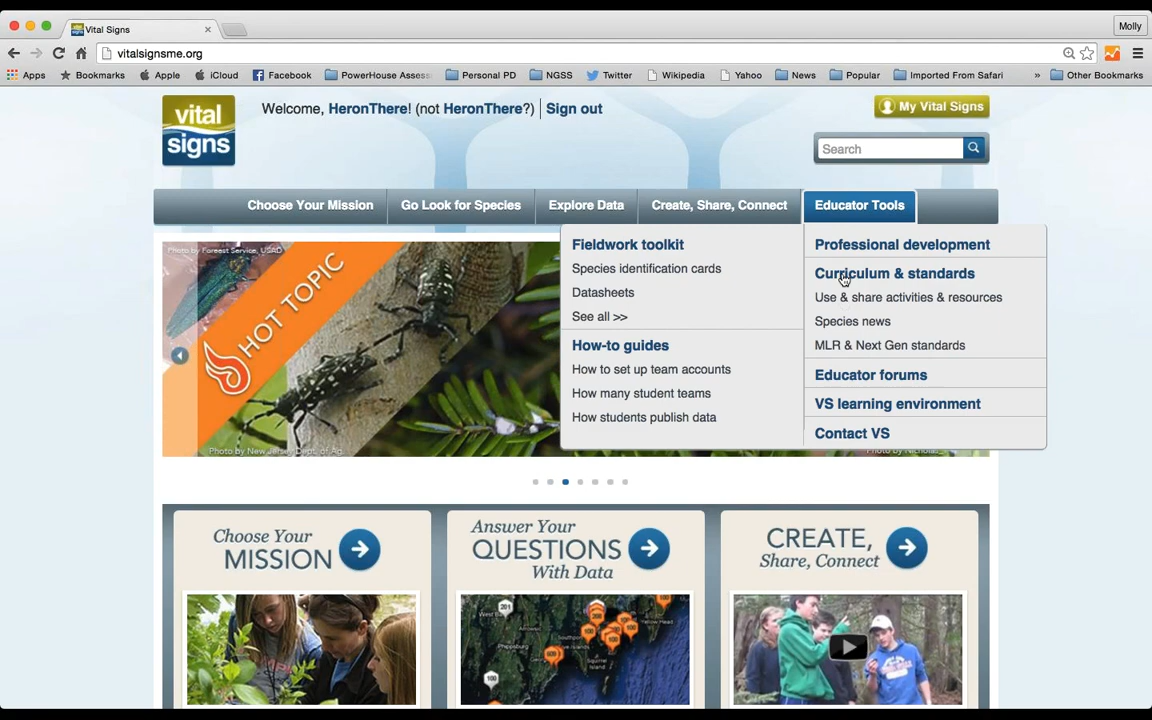 Vital Signs
Molly
vitalsignsme.org
Apps
Bookmarks
Apple
iCloud
Facebook
PowerHouse Assess
Personal PD
NGSS
Twitter
Wikipedia
Yahoo
News
Popular
Imported From Safari
»
Other Bookmarks
vital signs
Welcome, HeronThere! (not HeronThere?) | Sign out
My Vital Signs
Search
Choose Your Mission
Go Look for Species
Explore Data
Create, Share, Connect
Educator Tools
Photo by Foreest Service, USAD
HOT TOPIC
Photo by New Jersey Dept. of Ag.
Fieldwork toolkit
Species identification cards
Datasheets
See all >>
How-to guides
How to set up team accounts
How many student teams
How students publish data
Professional development
Curriculum & standards
Use & share activities & resources
Species news
MLR & Next Gen standards
Educator forums
VS learning environment
Contact VS
Choose Your
MISSION
Answer Your
QUESTIONS
With Data
CREATE,
Share, Connect
201
100